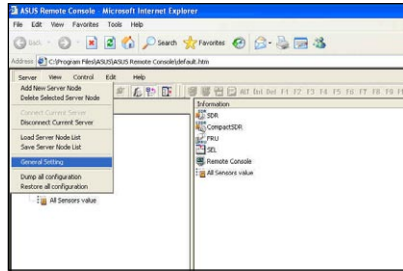 ASUS Remote Console - Microsoft Internet Explorer
File Edit View Favorites Tools Help
Back Search Favorites
Address C:\Program Files\ASUS\ASUS Remote Console\default.htm
Server View Control Edit Help
Add New Server Node
Delete Selected Server Node
Connect Current Server
Disconnect Current Server
Load Server Node List
Save Server Node List
General Setting
Dump all configuration
Restore all configuration
All Sensors value
Alt Del F1 F2 F3 F4 F5 F6 F7 F8 F9
Information
SDR
CompactSDR
FRU
SEL
Remote Console
All Sensors value